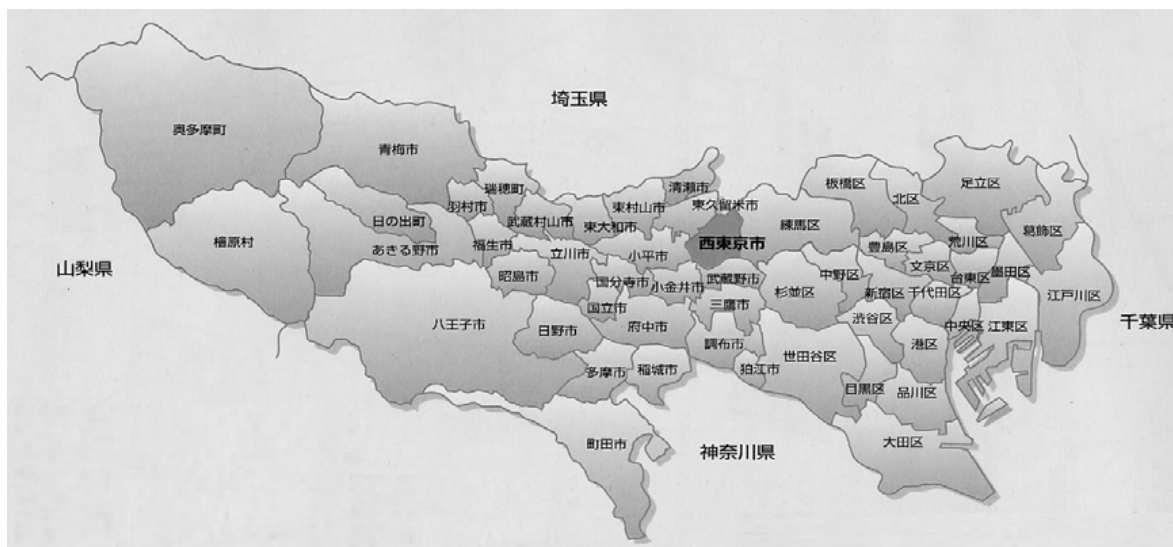 埼玉県
奥多摩町
青梅市
瑞穂町
清瀬市
板橋区
北区
足立区
羽村市
武蔵村山市
東村山市
東久留米市
日の出町
東大和市
練馬区
葛飾区
檜原村
あきる野市
福生市
立川市
小平市
西東京市
豊島区
文京区
荒川区
山梨県
昭島市
国分寺市
小金井市
武蔵野市
杉並区
中野区
新宿区
千代田区
台東区
墨田区
江戸川区
八王子市
日野市
国立市
府中市
三鷹市
渋谷区
中央区
江東区
千葉県
調布市
世田谷区
港区
多摩市
稲城市
狛江市
目黒区
品川区
町田市
神奈川県
大田区